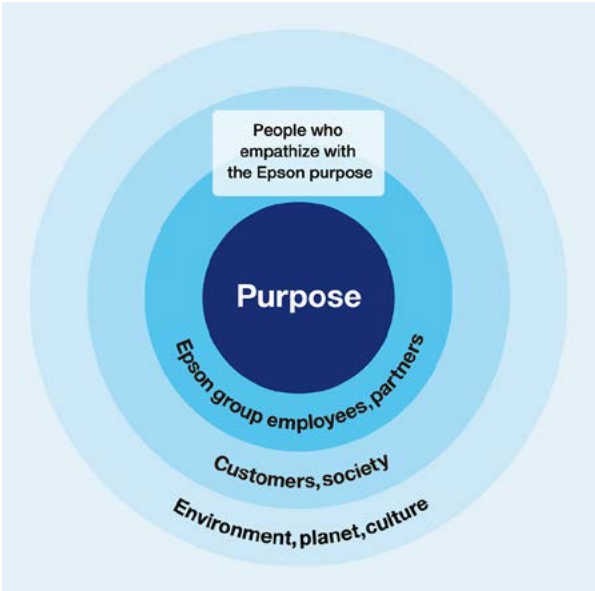 People who
empathize with
the Epson purpose
Purpose
Epson group employees, partners
Customers, society
Environment, planet, culture